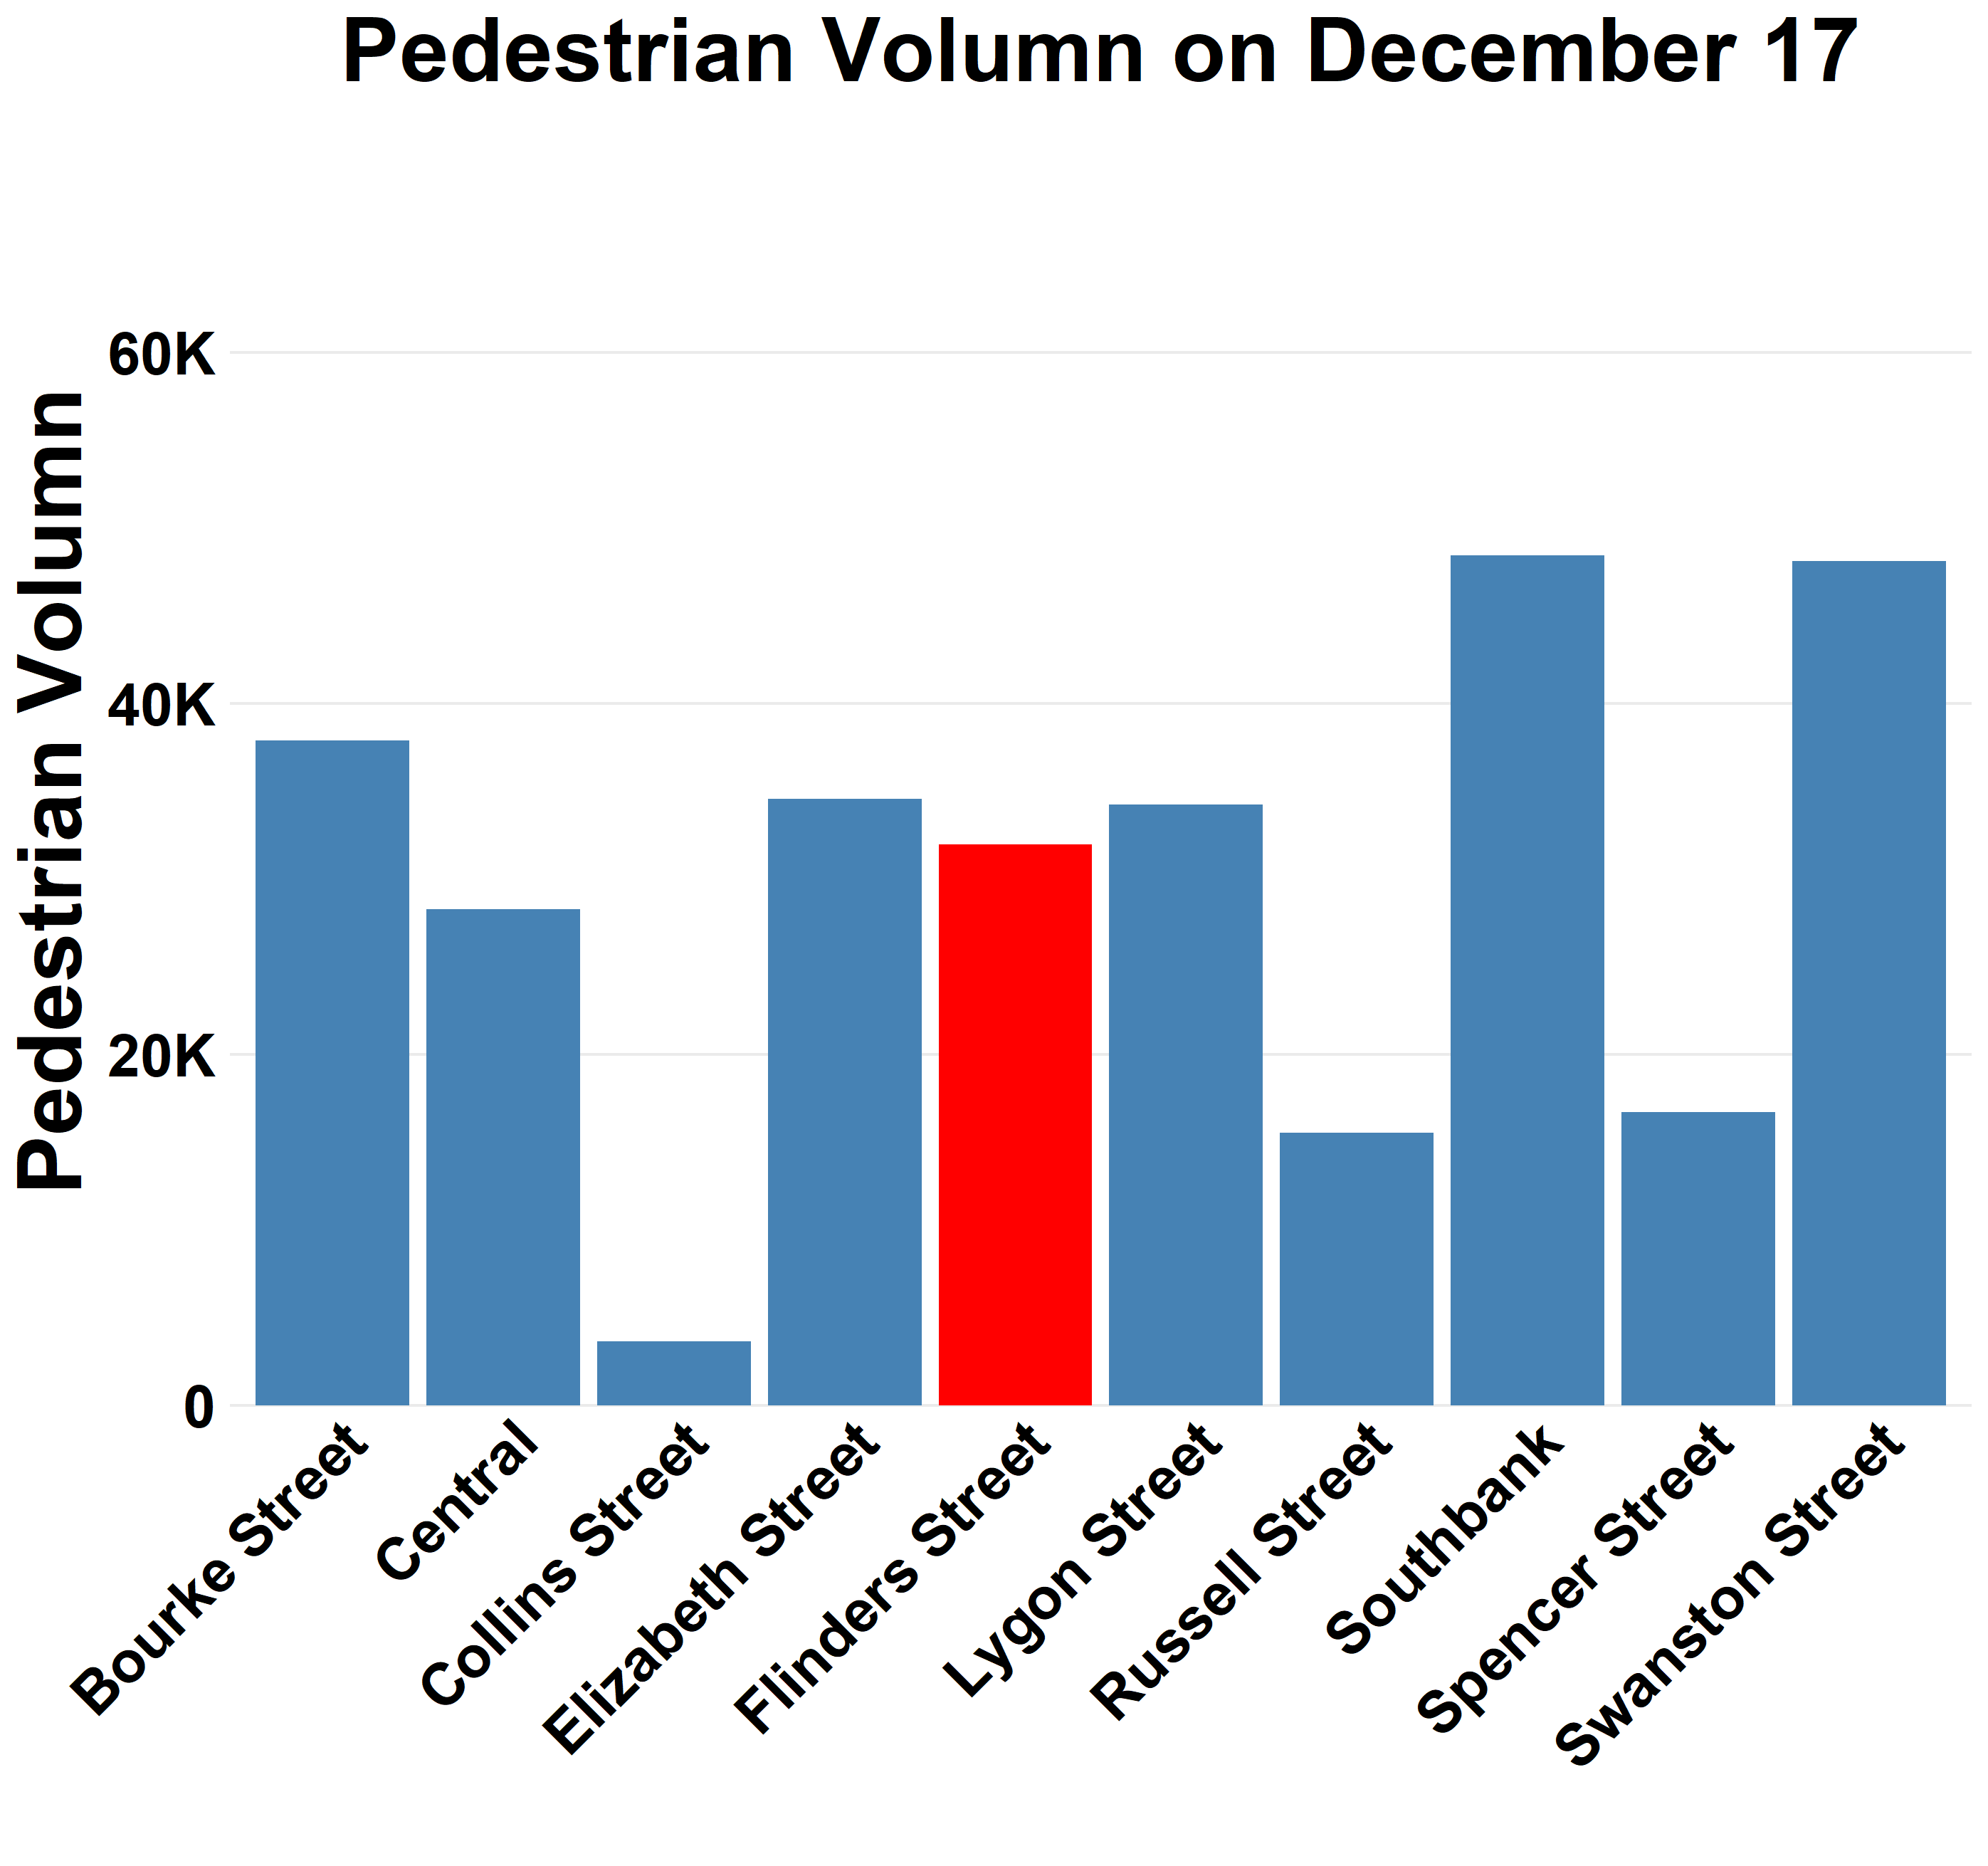 Pedestrian Volumn on December 17
Pedestrian Volumn
60K
40K
20K
0
Bourke Street
Central
Collins Street
Elizabeth Street
Flinders Street
Lygon Street
Russell Street
Southbank
Spencer Street
Swanston Street